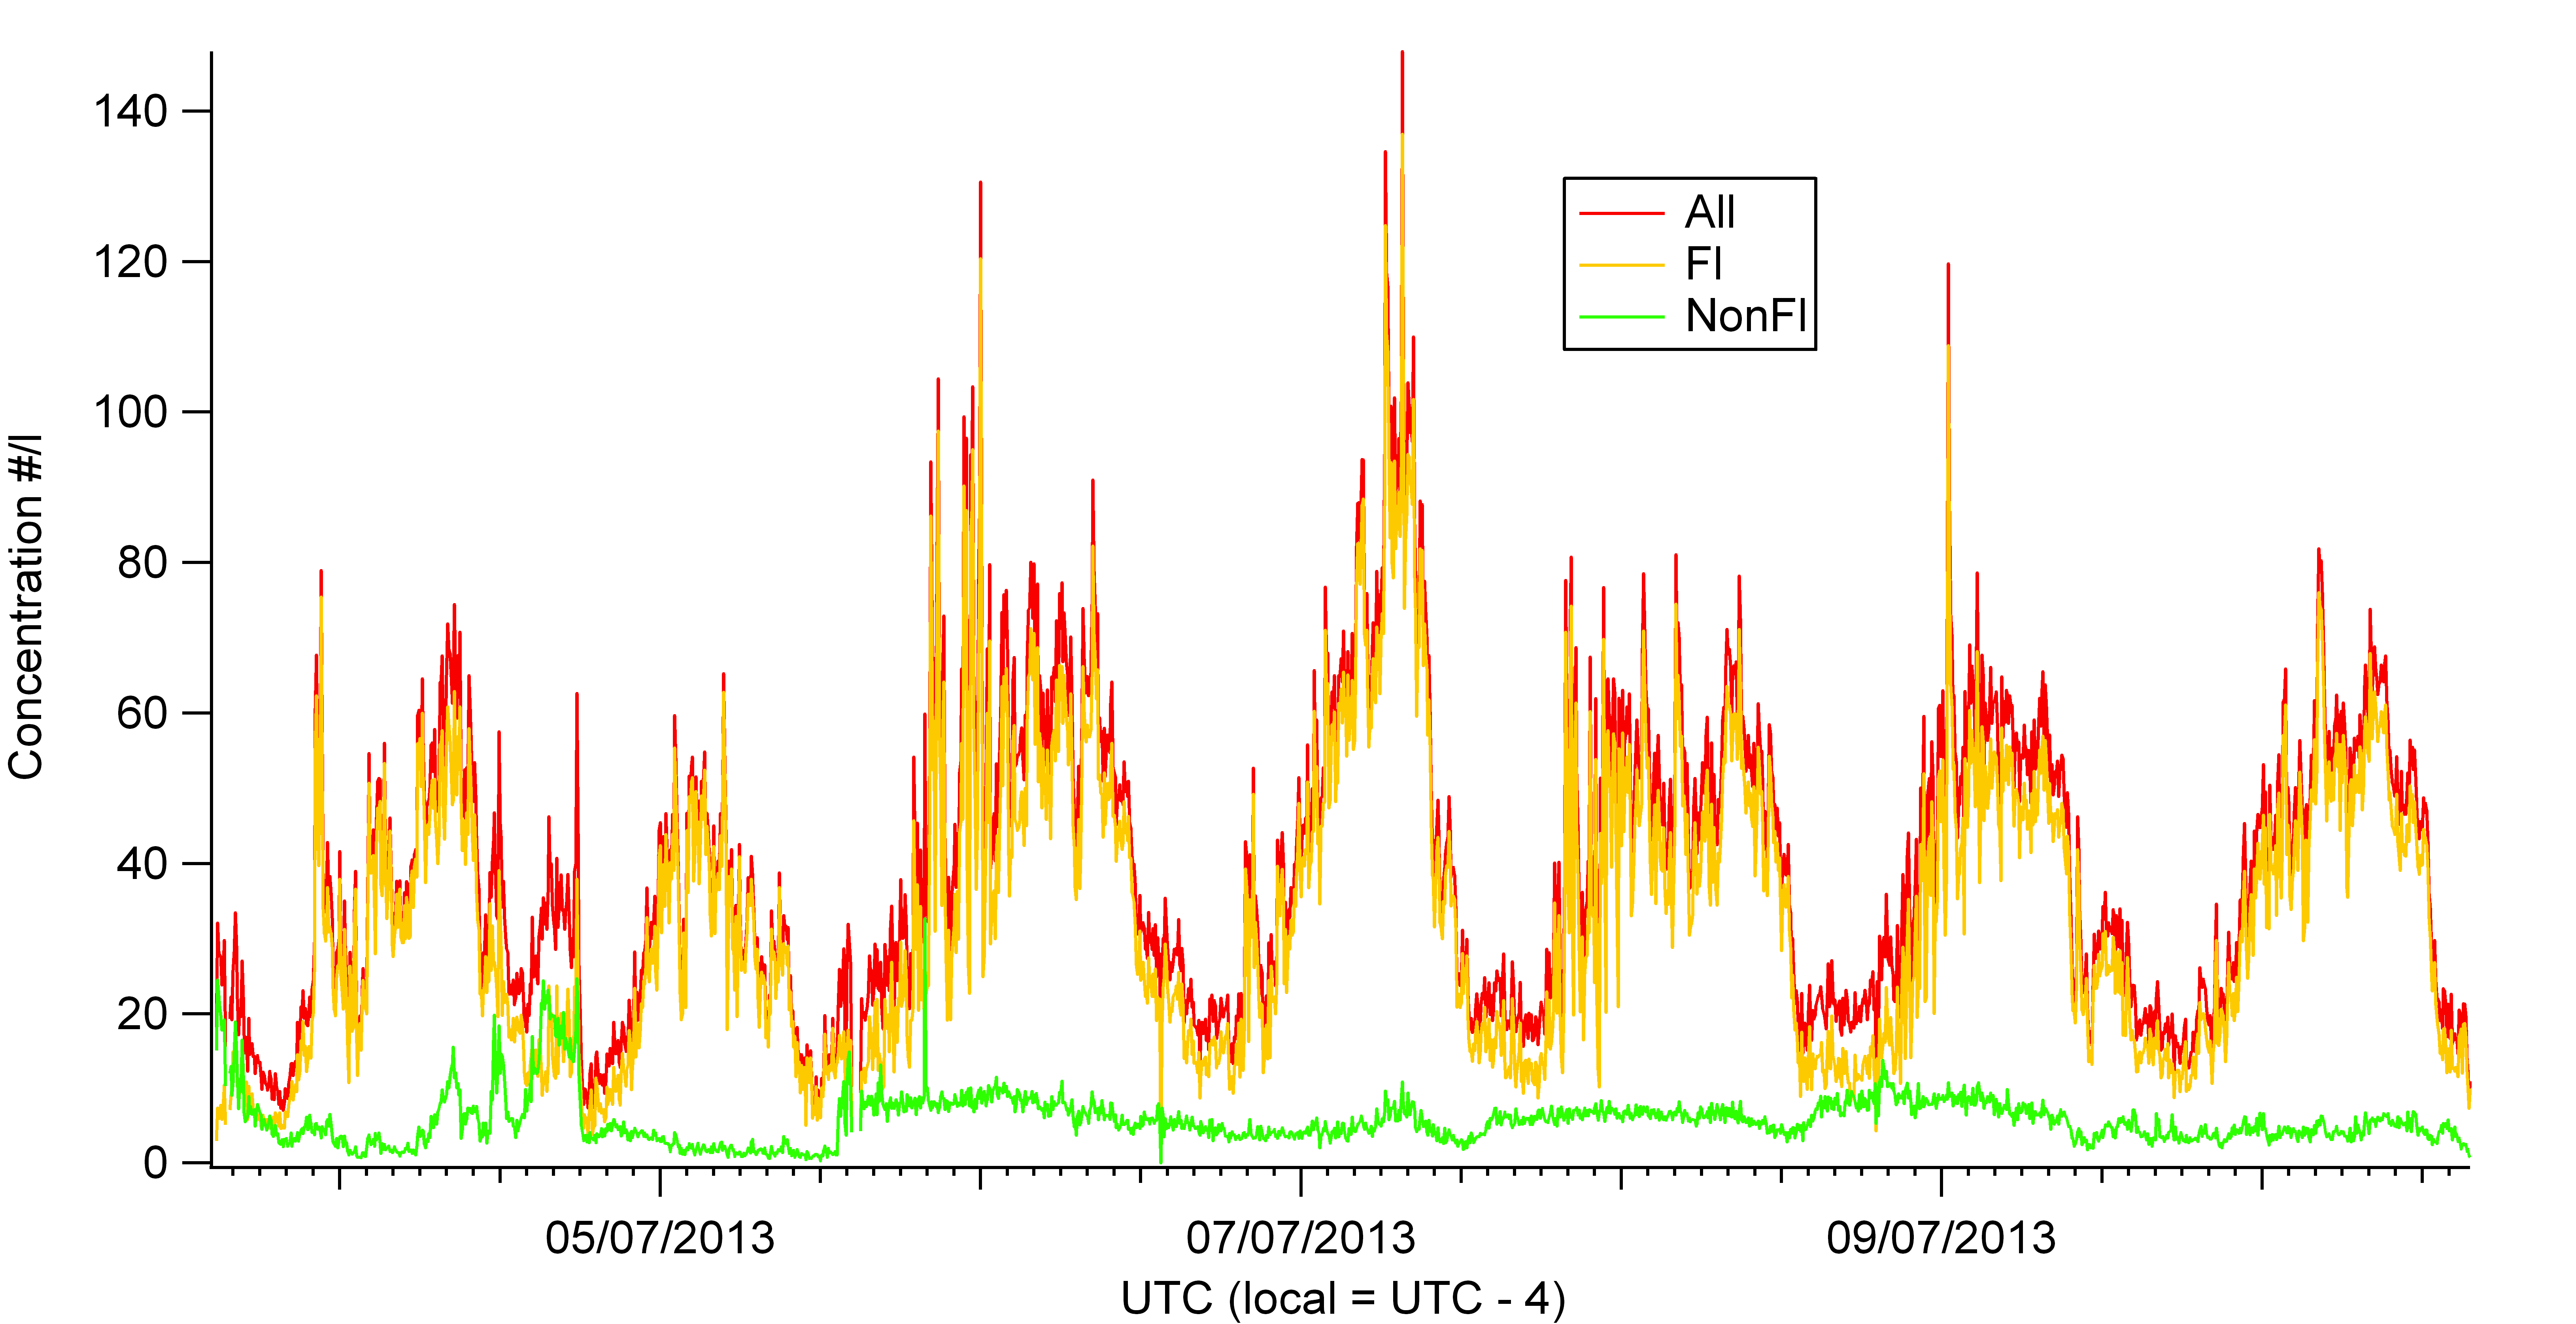 140
120
100
80
60
40
20
0
Concentration #/l
All
Fl
NonFl
05/07/2013 07/07/2013 09/07/2013
UTC (local = UTC - 4)